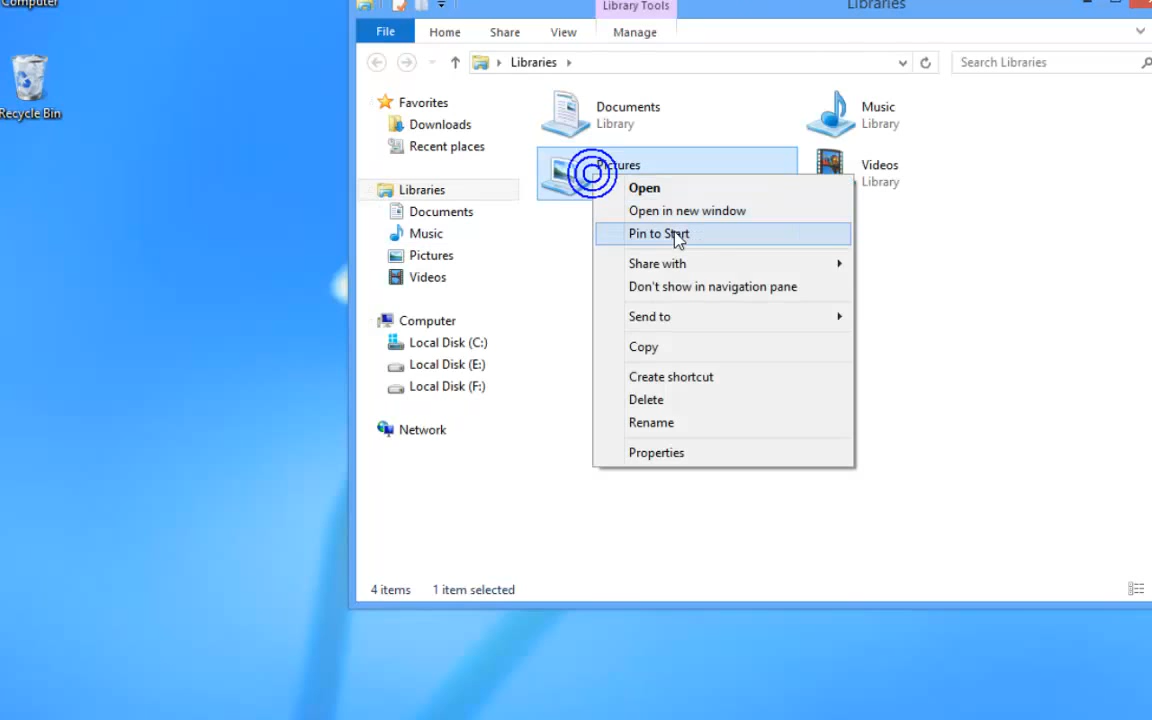 Computer
Recycle Bin
Library Tools
Libraries
File
Home
Share
View
Manage
Libraries
Search Libraries
Favorites
Downloads
Recent places
Libraries
Documents
Music
Pictures
Videos
Computer
Local Disk (C:)
Local Disk (E:)
Local Disk (F:)
Network
Documents
Library
Music
Library
Pictures
Videos
Library
Open
Open in new window
Pin to Start
Share with
Don't show in navigation pane
Send to
Copy
Create shortcut
Delete
Rename
Properties
4 items
1 item selected